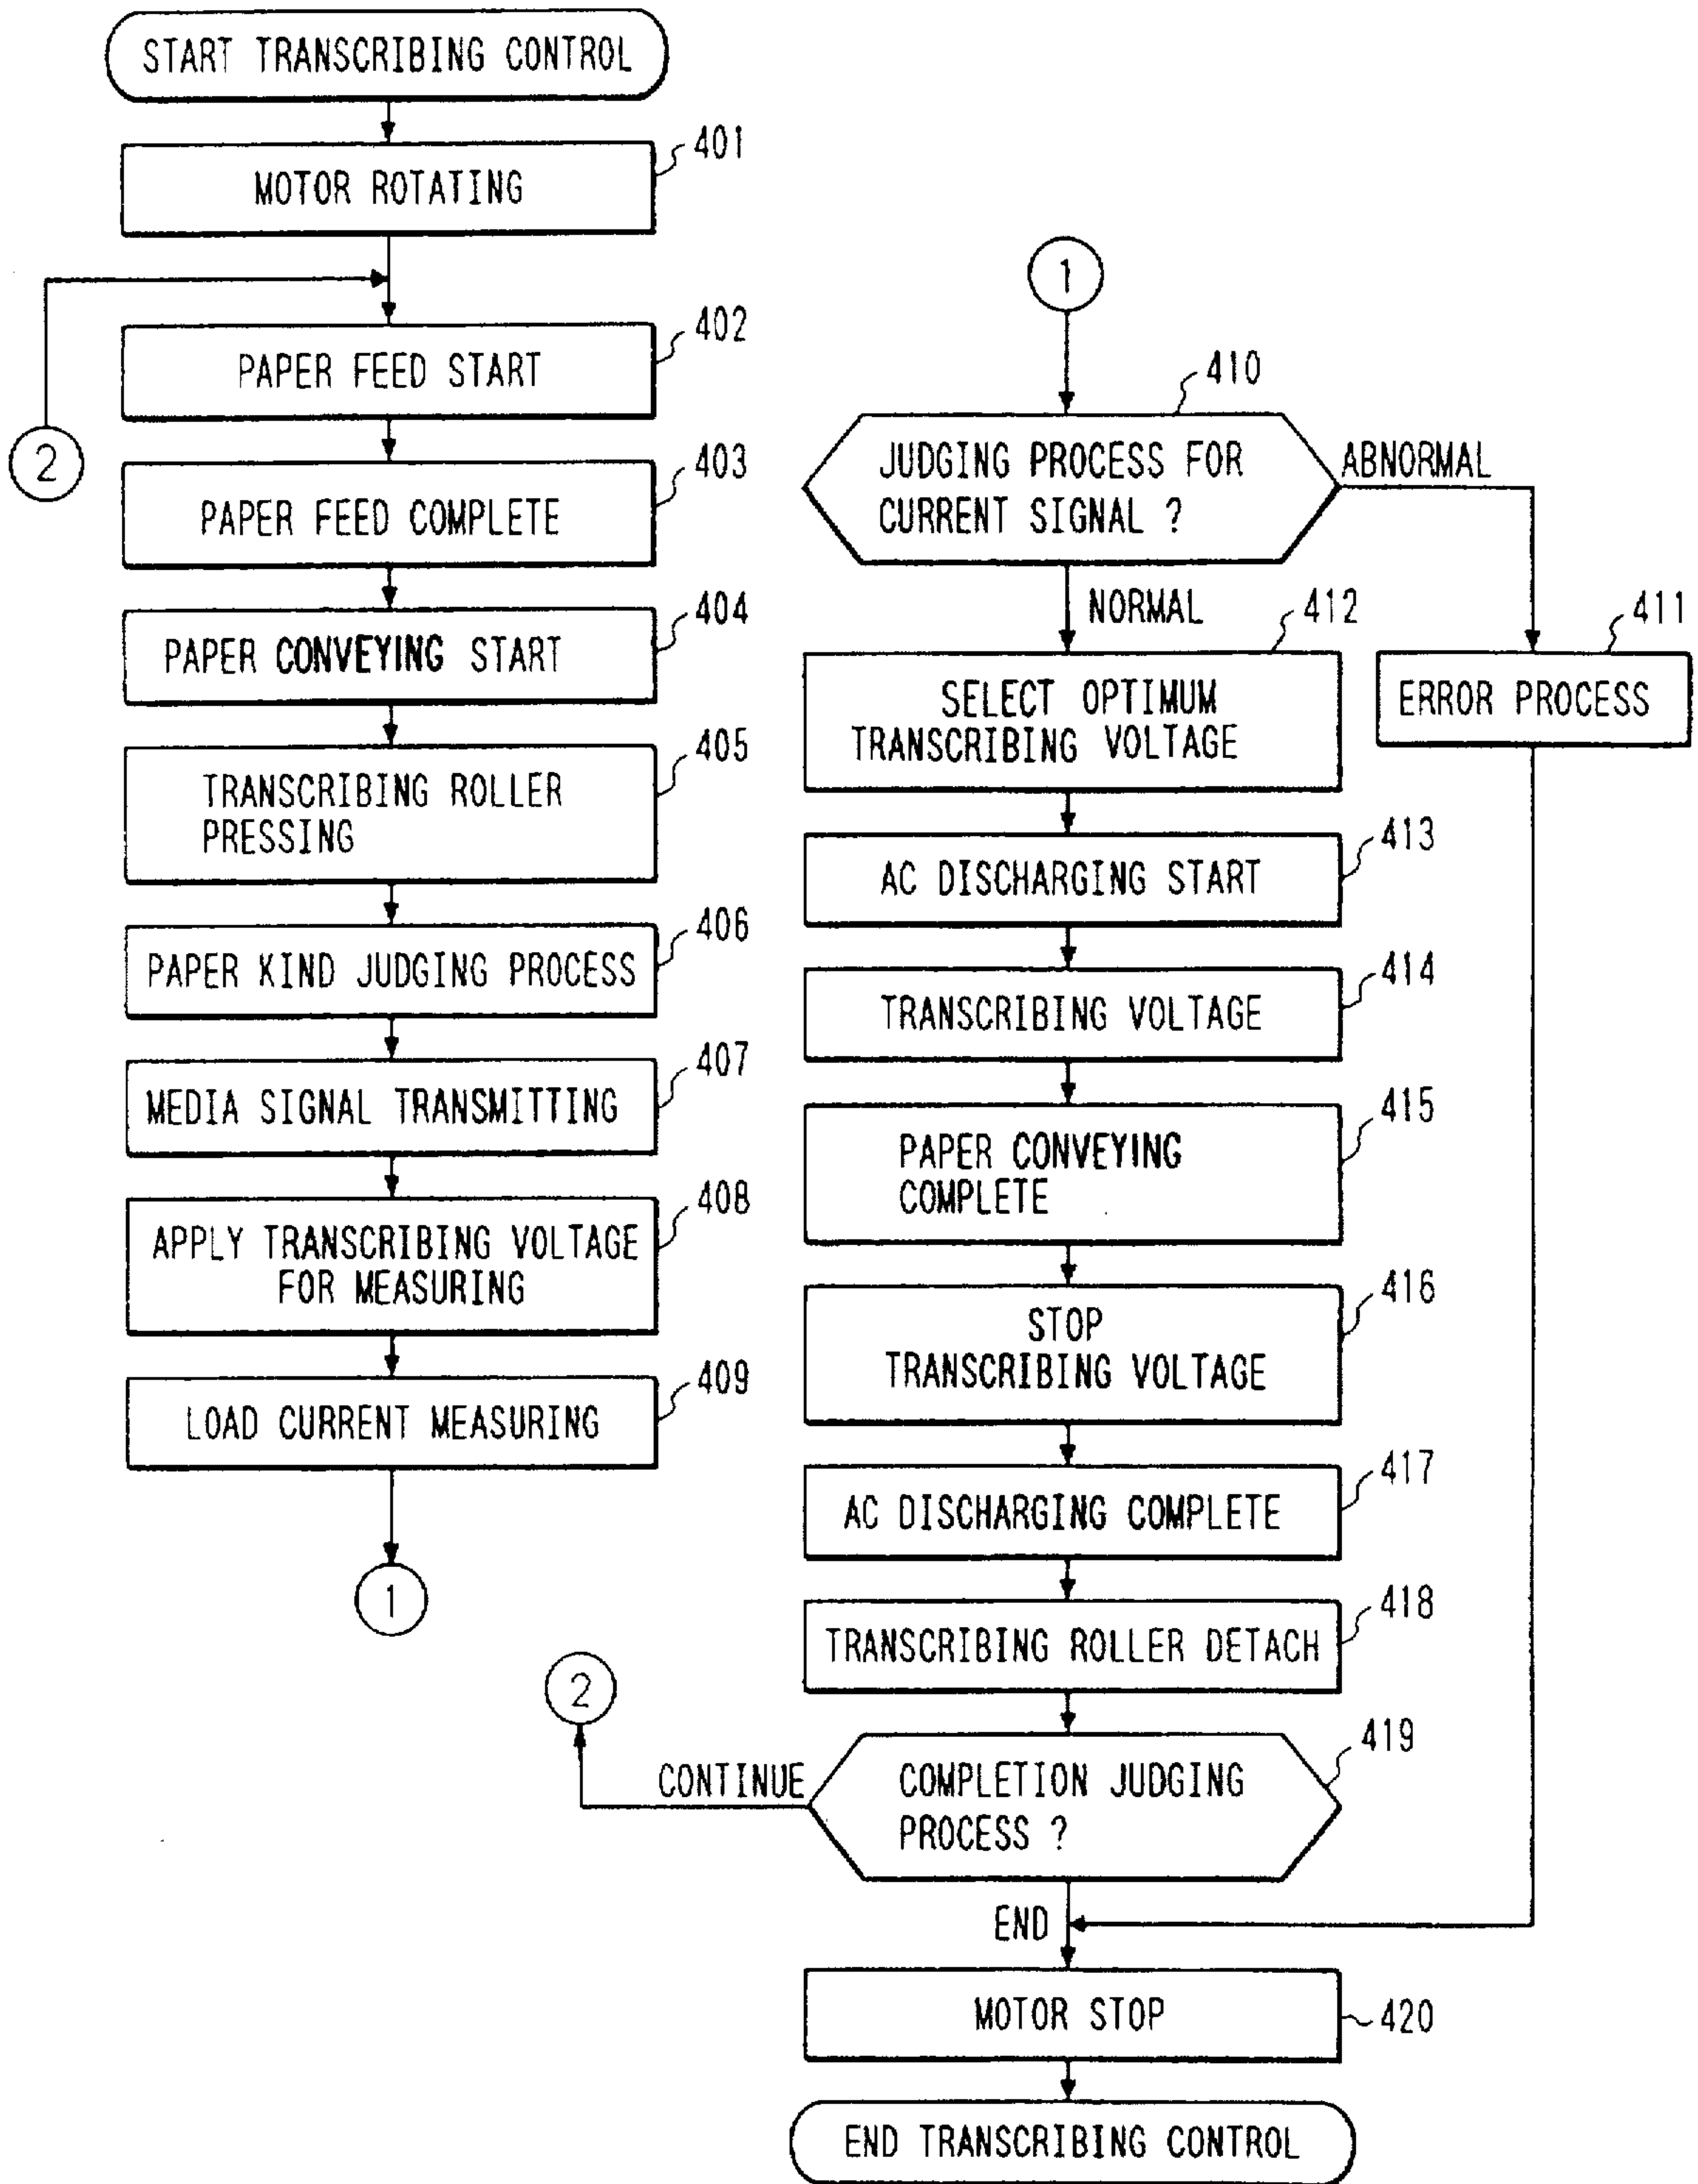 START TRANSCRIBING CONTROL
401
MOTOR ROTATING
402
PAPER FEED START
2
403
PAPER FEED COMPLETE
404
PAPER CONVEYING START
405
TRANSCRIBING ROLLER
PRESSING
406
PAPER KIND JUDGING PROCESS
407
MEDIA SIGNAL TRANSMITTING
408
APPLY TRANSCRIBING VOLTAGE
FOR MEASURING
409
LOAD CURRENT MEASURING
1
1
410
JUDGING PROCESS FOR
CURRENT SIGNAL ?
ABNORMAL
NORMAL
412
411
SELECT OPTIMUM
TRANSCRIBING VOLTAGE
ERROR PROCESS
413
AC DISCHARGING START
414
TRANSCRIBING VOLTAGE
415
PAPER CONVEYING
COMPLETE
416
STOP
TRANSCRIBING VOLTAGE
417
AC DISCHARGING COMPLETE
418
TRANSCRIBING ROLLER DETACH
2
419
CONTINUE
COMPLETION JUDGING
PROCESS ?
END
MOTOR STOP
420
END TRANSCRIBING CONTROL